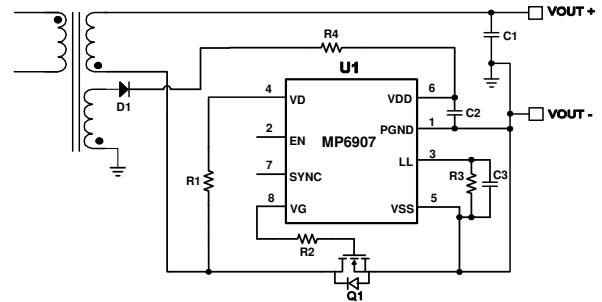 VOUT +
C1
R4
U1
D1
4
VD
VDD
6
C2
2
EN
MP6907
PGND
1
VOUT -
LL
3
7
SYNC
R1
R3
C3
8
VG
VSS
5
R2
Q1